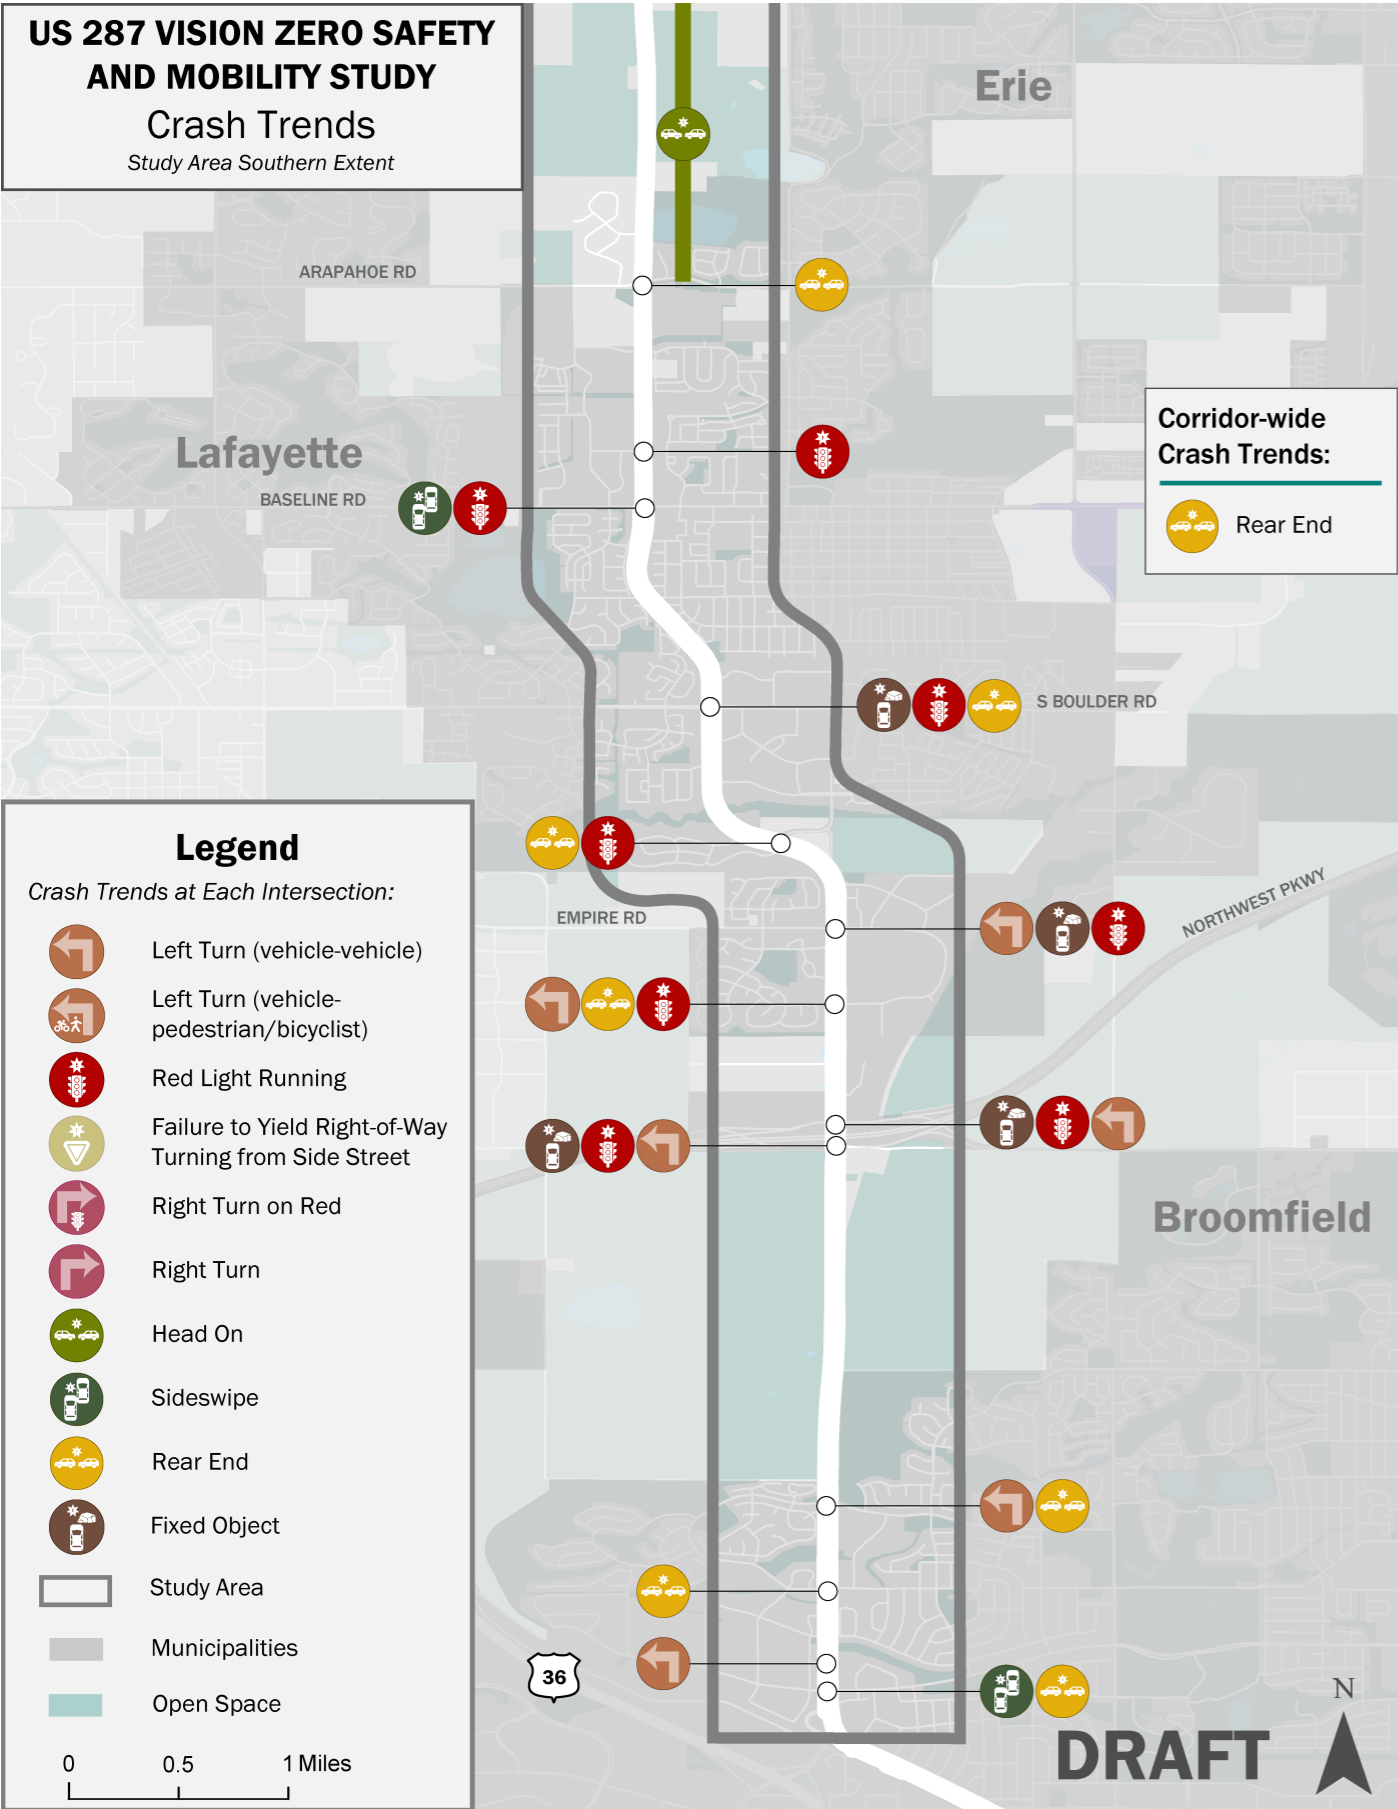 US 287 VISION ZERO SAFETY
AND MOBILITY STUDY
Crash Trends
Study Area Southern Extent
Erie
ARAPAHOE RD
Corridor-wide
Crash Trends:
Rear End
Lafayette
BASELINE RD
S BOULDER RD
EMPIRE RD
NORTHWEST PKWY
Broomfield
Legend
Crash Trends at Each Intersection:
Left Turn (vehicle-vehicle)
Left Turn (vehicle-
pedestrian/bicyclist)
Red Light Running
Failure to Yield Right-of-Way
Turning from Side Street
Right Turn on Red
Right Turn
Head On
Sideswipe
Rear End
Fixed Object
Study Area
Municipalities
Open Space
0 0.5 1 Miles
36
N
DRAFT